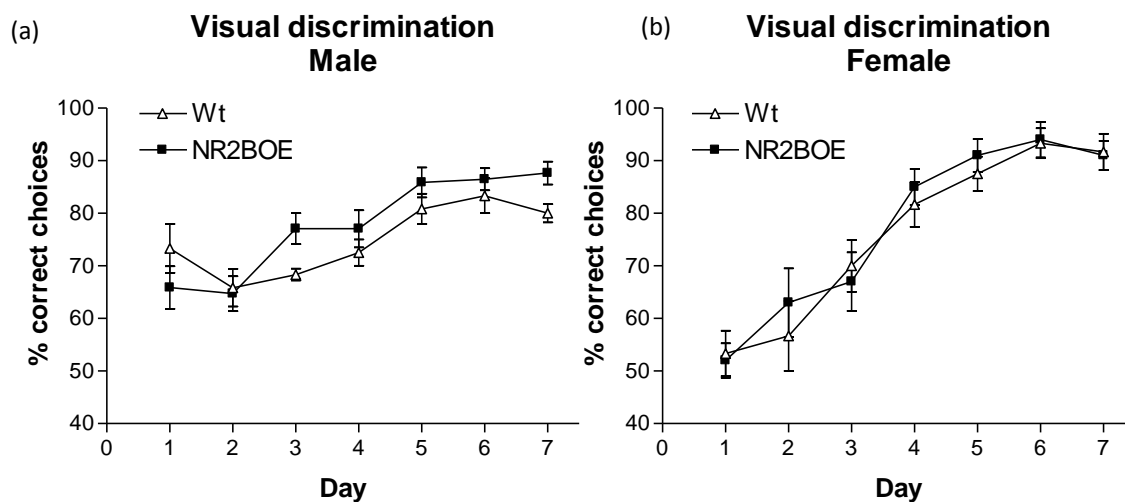 (a)
Visual discrimination
Male
Wt
NR2BOE
100
90
80
70
60
50
40
% correct choices
0 1 2 3 4 5 6 7
Day
(b)
Visual discrimination
Female
Wt
NR2BOE
100
90
80
70
60
50
40
% correct choices
0 1 2 3 4 5 6 7
Day